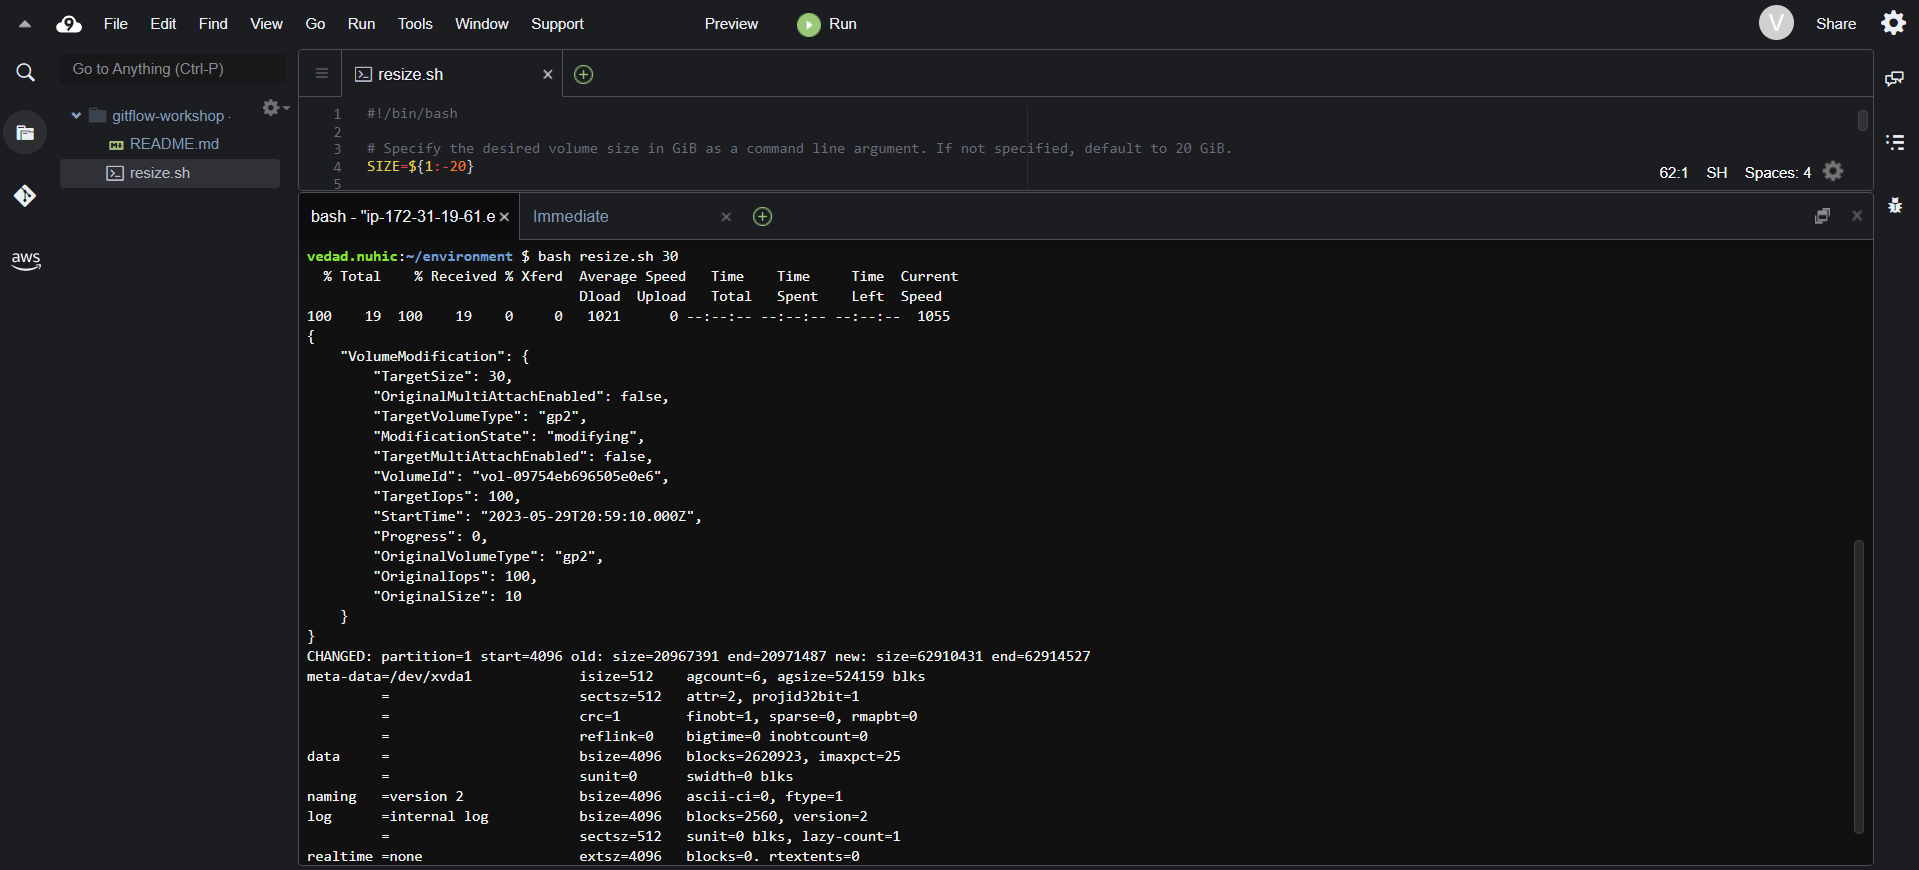 9 File Edit Find View Go Run Tools Window Support Preview Run V Share
Go to Anything (Ctrl-P)
gitflow-workshop -
README.md
resize.sh
aws
resize.sh
1 #!/bin/bash
2
3 # Specify the desired volume size in GiB as a command line argument. If not specified, default to 20 GiB.
4 SIZE=${1:-20}
5
62:1 SH Spaces: 4
bash - "ip-172-31-19-61.e Immediate
vedad.nuhic:~/environment $ bash resize.sh 30
  % Total    % Received % Xferd  Average Speed   Time    Time     Time  Current
                                 Dload  Upload   Total   Spent    Left  Speed
100    19  100    19    0     0   1021      0 --:--:-- --:--:-- --:--:--  1055
{
    "VolumeModification": {
        "TargetSize": 30,
        "OriginalMultiAttachEnabled": false,
        "TargetVolumeType": "gp2",
        "ModificationState": "modifying",
        "TargetMultiAttachEnabled": false,
        "VolumeId": "vol-09754eb696505e0e6",
        "TargetIops": 100,
        "StartTime": "2023-05-29T20:59:10.000Z",
        "Progress": 0,
        "OriginalVolumeType": "gp2",
        "OriginalIops": 100,
        "OriginalSize": 10
    }
}
CHANGED: partition=1 start=4096 old: size=20967391 end=20971487 new: size=62910431 end=62914527
meta-data=/dev/xvda1             isize=512    agcount=6, agsize=524159 blks
         =                       sectsz=512   attr=2, projid32bit=1
         =                       crc=1        finobt=1, sparse=0, rmapbt=0
         =                       reflink=0    bigtime=0 inobtcount=0
data     =                       bsize=4096   blocks=2620923, imaxpct=25
         =                       sunit=0      swidth=0 blks
naming   =version 2              bsize=4096   ascii-ci=0, ftype=1
log      =internal log           bsize=4096   blocks=2560, version=2
         =                       sectsz=512   sunit=0 blks, lazy-count=1
realtime =none                   extsz=4096   blocks=0, rtextents=0